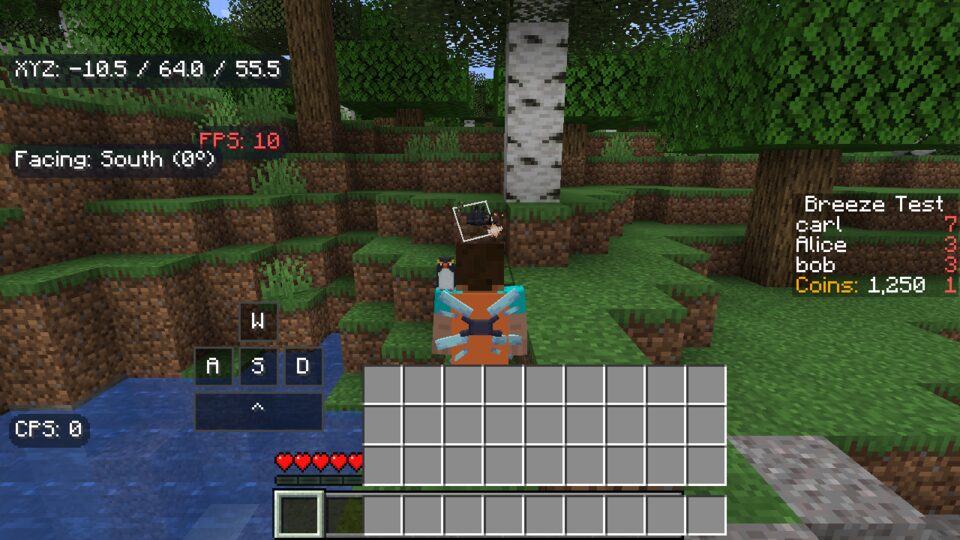 XYZ: -10.5 / 64.0 / 55.5
FPS: 10
Facing: South (0°)
Breeze Test
carl 7
Alice 3
bob 3
Coins: 1,250 1
W
A S D
^
CPS: 0